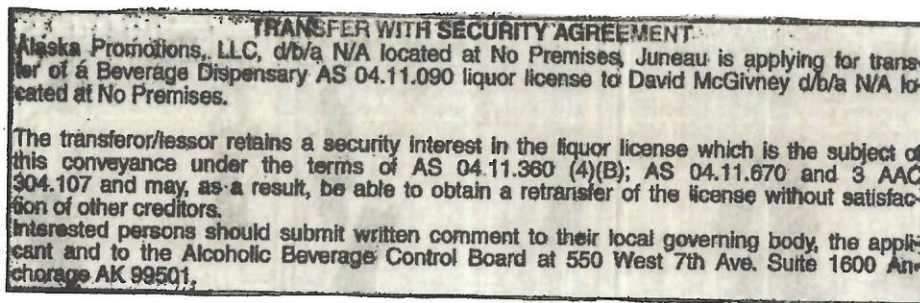 TRANSFER WITH SECURITY AGREEMENT
Alaska Promotions, LLC, d/b/a N/A located at No Premises, Juneau is applying for trans-
fer of a Beverage Dispensary AS 04.11.090 liquor license to David McGivney d/b/a N/A lo-
cated at No Premises.
The transferor/lessor retains a security interest in the liquor license which is the subject of
this conveyance under the terms of AS 04.11.360 (4)(B); AS 04.11.670 and 3 AAC
304.107 and may, as a result, be able to obtain a retransfer of the license without satisfac-
tion of other creditors.
Interested persons should submit written comment to their local governing body, the appli-
cant and to the Alcoholic Beverage Control Board at 550 West 7th Ave. Suite 1600 An-
chorage AK 99501.